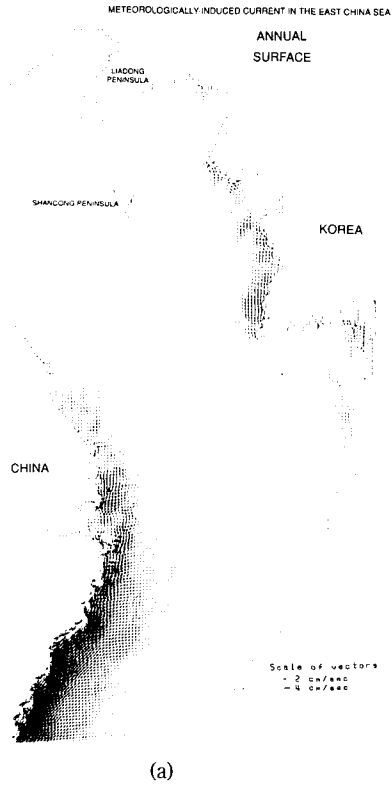 METEOROLOGICALLY-INDUCED CURRENT IN THE EAST CHINA SEA
ANNUAL
SURFACE
LIADONG
PENINSULA
SHANGONG PENINSULA
KOREA
CHINA
Scale of vectors
- 2 cm/sec
— 4 cm/sec
(a)